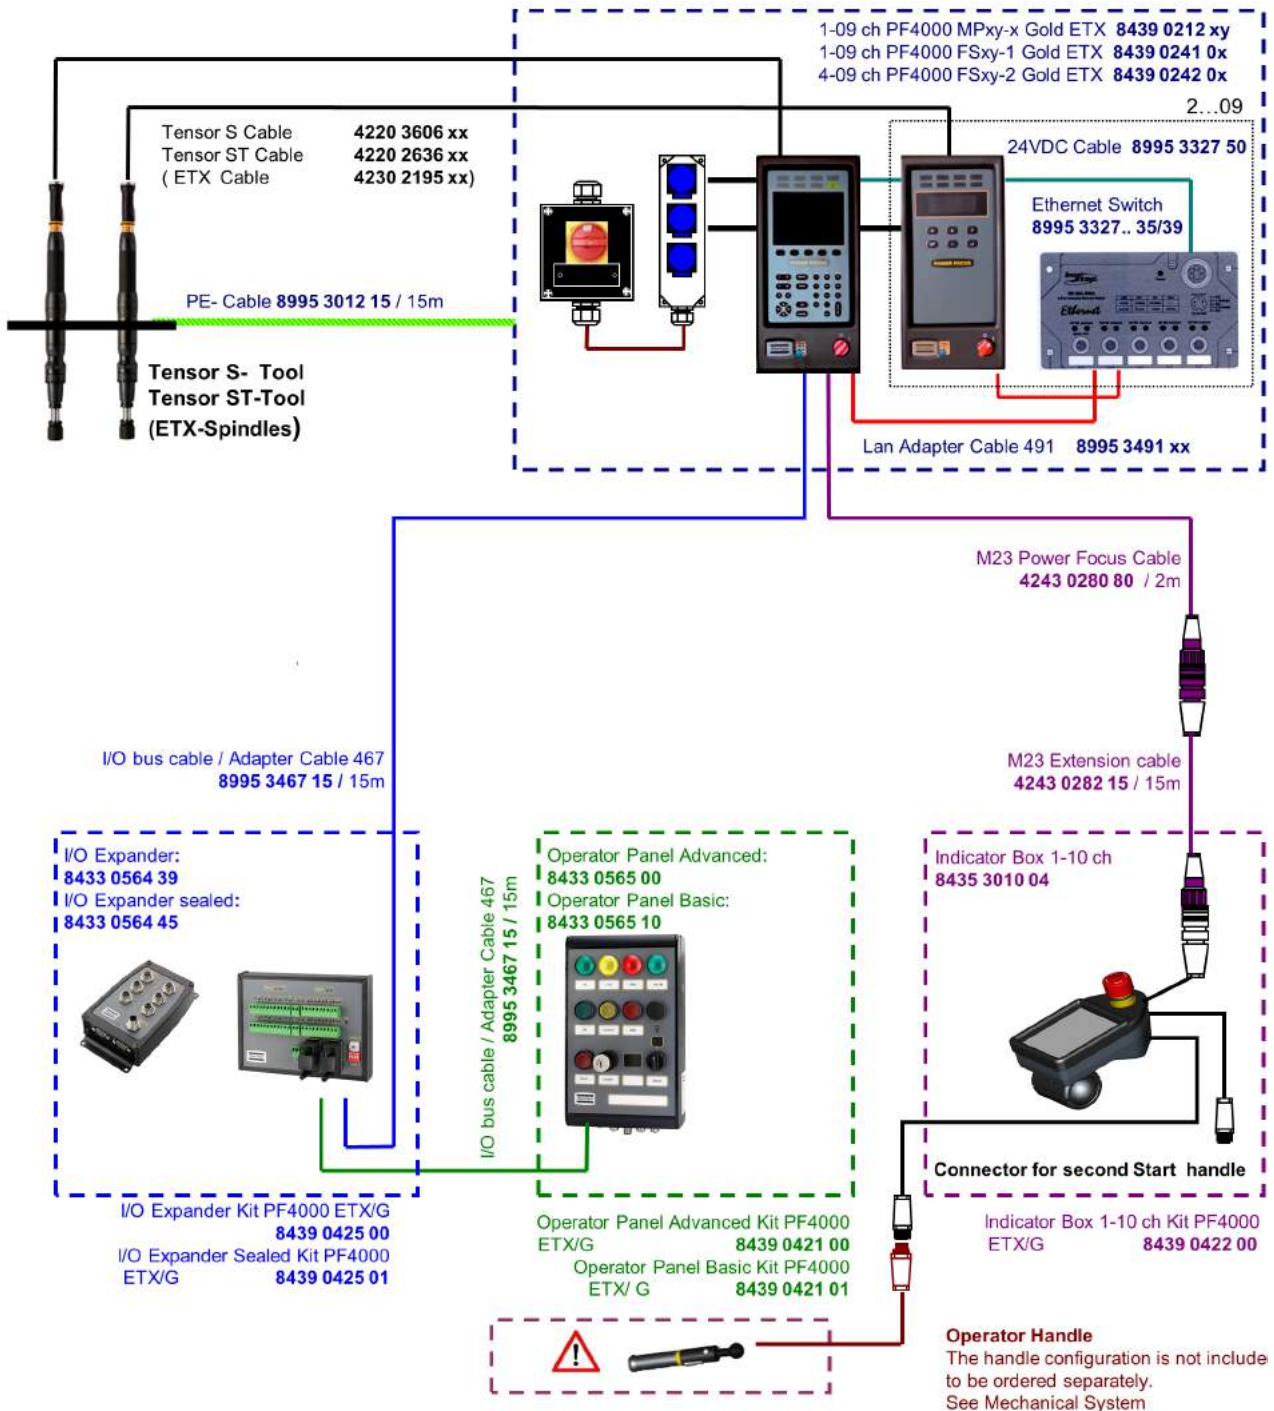 1-09 ch PF4000 MPxy-x Gold ETX 8439 0212 xy
1-09 ch PF4000 FSxy-1 Gold ETX 8439 0241 0x
4-09 ch PF4000 FSxy-2 Gold ETX 8439 0242 0x
2...09
Tensor S Cable 4220 3606 xx
Tensor ST Cable 4220 2636 xx
( ETX Cable 4230 2195 xx)
24VDC Cable 8995 3327 50
Ethernet Switch
8995 3327.. 35/39
Ethernet
POWER FOCUS
PE- Cable 8995 3012 15 / 15m
Tensor S- Tool
Tensor ST-Tool
(ETX-Spindles)
Lan Adapter Cable 491 8995 3491 xx
M23 Power Focus Cable
4243 0280 80 / 2m
I/O bus cable / Adapter Cable 467
8995 3467 15 / 15m
M23 Extension cable
4243 0282 15 / 15m
I/O Expander:
8433 0564 39
I/O Expander sealed:
8433 0564 45
I/O bus cable / Adapter Cable 467
8995 3467 15 / 15m
Operator Panel Advanced:
8433 0565 00
Operator Panel Basic:
8433 0565 10
Indicator Box 1-10 ch
8435 3010 04
Connector for second Start handle
I/O Expander Kit PF4000 ETX/G
8439 0425 00
I/O Expander Sealed Kit PF4000
ETX/G 8439 0425 01
Operator Panel Advanced Kit PF4000
ETX/G 8439 0421 00
Operator Panel Basic Kit PF4000
ETX/ G 8439 0421 01
Indicator Box 1-10 ch Kit PF4000
ETX/G 8439 0422 00
!
Operator Handle
The handle configuration is not include
to be ordered separately.
See Mechanical System